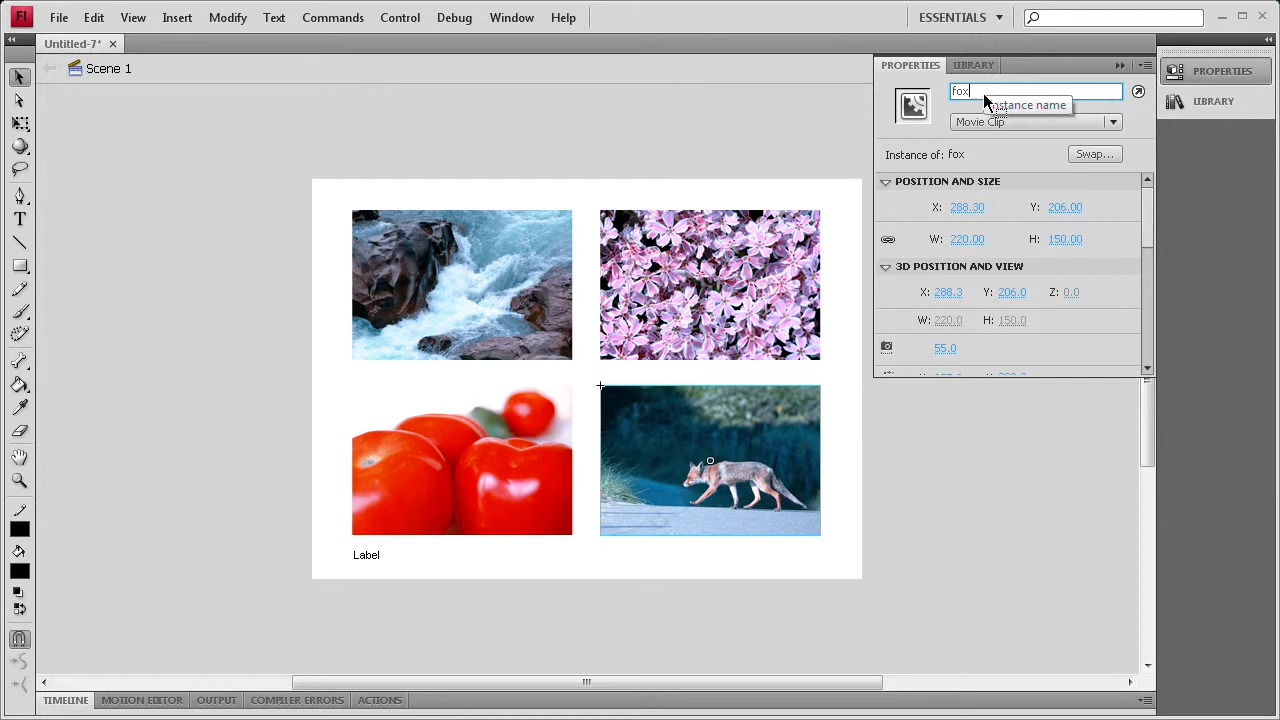 Fl File Edit View Insert Modify Text Commands Control Debug Window Help ESSENTIALS
Untitled-7*
Scene 1
PROPERTIES LIBRARY
fox
Instance name
Movie Clip
Instance of: fox Swap...
POSITION AND SIZE
X: 288.30 Y: 206.00
W: 220.00 H: 150.00
3D POSITION AND VIEW
X: 288.3 Y: 206.0 Z: 0.0
W: 220.0 H: 150.0
55.0
PROPERTIES
LIBRARY
Label
TIMELINE MOTION EDITOR OUTPUT COMPILER ERRORS ACTIONS